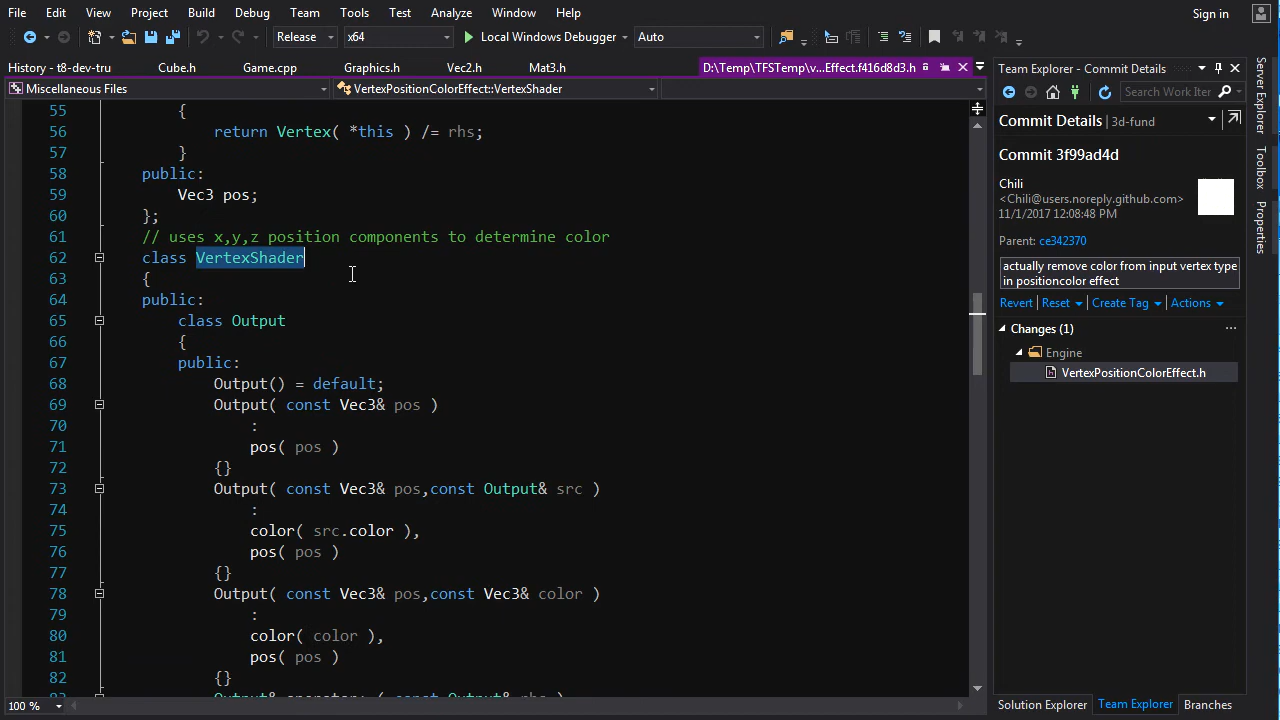 File Edit View Project Build Debug Team Tools Test Analyze Window Help
Sign in
Release x64 Local Windows Debugger Auto
History - t8-dev-tru Cube.h Game.cpp Graphics.h Vec2.h Mat3.h D:\Temp\TFSTemp\v...Effect.f416d8d3.h
Miscellaneous Files VertexPositionColorEffect::VertexShader
55 {
56 return Vertex( *this ) /= rhs;
57 }
58 public:
59 Vec3 pos;
60 };
61 // uses x,y,z position components to determine color
62 class VertexShader
63 {
64 public:
65 class Output
66 {
67 public:
68 Output() = default;
69 Output( const Vec3& pos )
70 :
71 pos( pos )
72 {}
73 Output( const Vec3& pos,const Output& src )
74 :
75 color( src.color ),
76 pos( pos )
77 {}
78 Output( const Vec3& pos,const Vec3& color )
79 :
80 color( color ),
81 pos( pos )
82 {}
100 %
Team Explorer - Commit Details
Search Work Iter
Commit Details 3d-fund
Commit 3f99ad4d
Chili
<Chili@users.noreply.github.com>
11/1/2017 12:08:48 PM
Parent: ce342370
actually remove color from input vertex type
in positioncolor effect
Revert Reset Create Tag Actions
Changes (1) ...
Engine
VertexPositionColorEffect.h
Solution Explorer Team Explorer Branches
Server Explorer
Toolbox
Properties